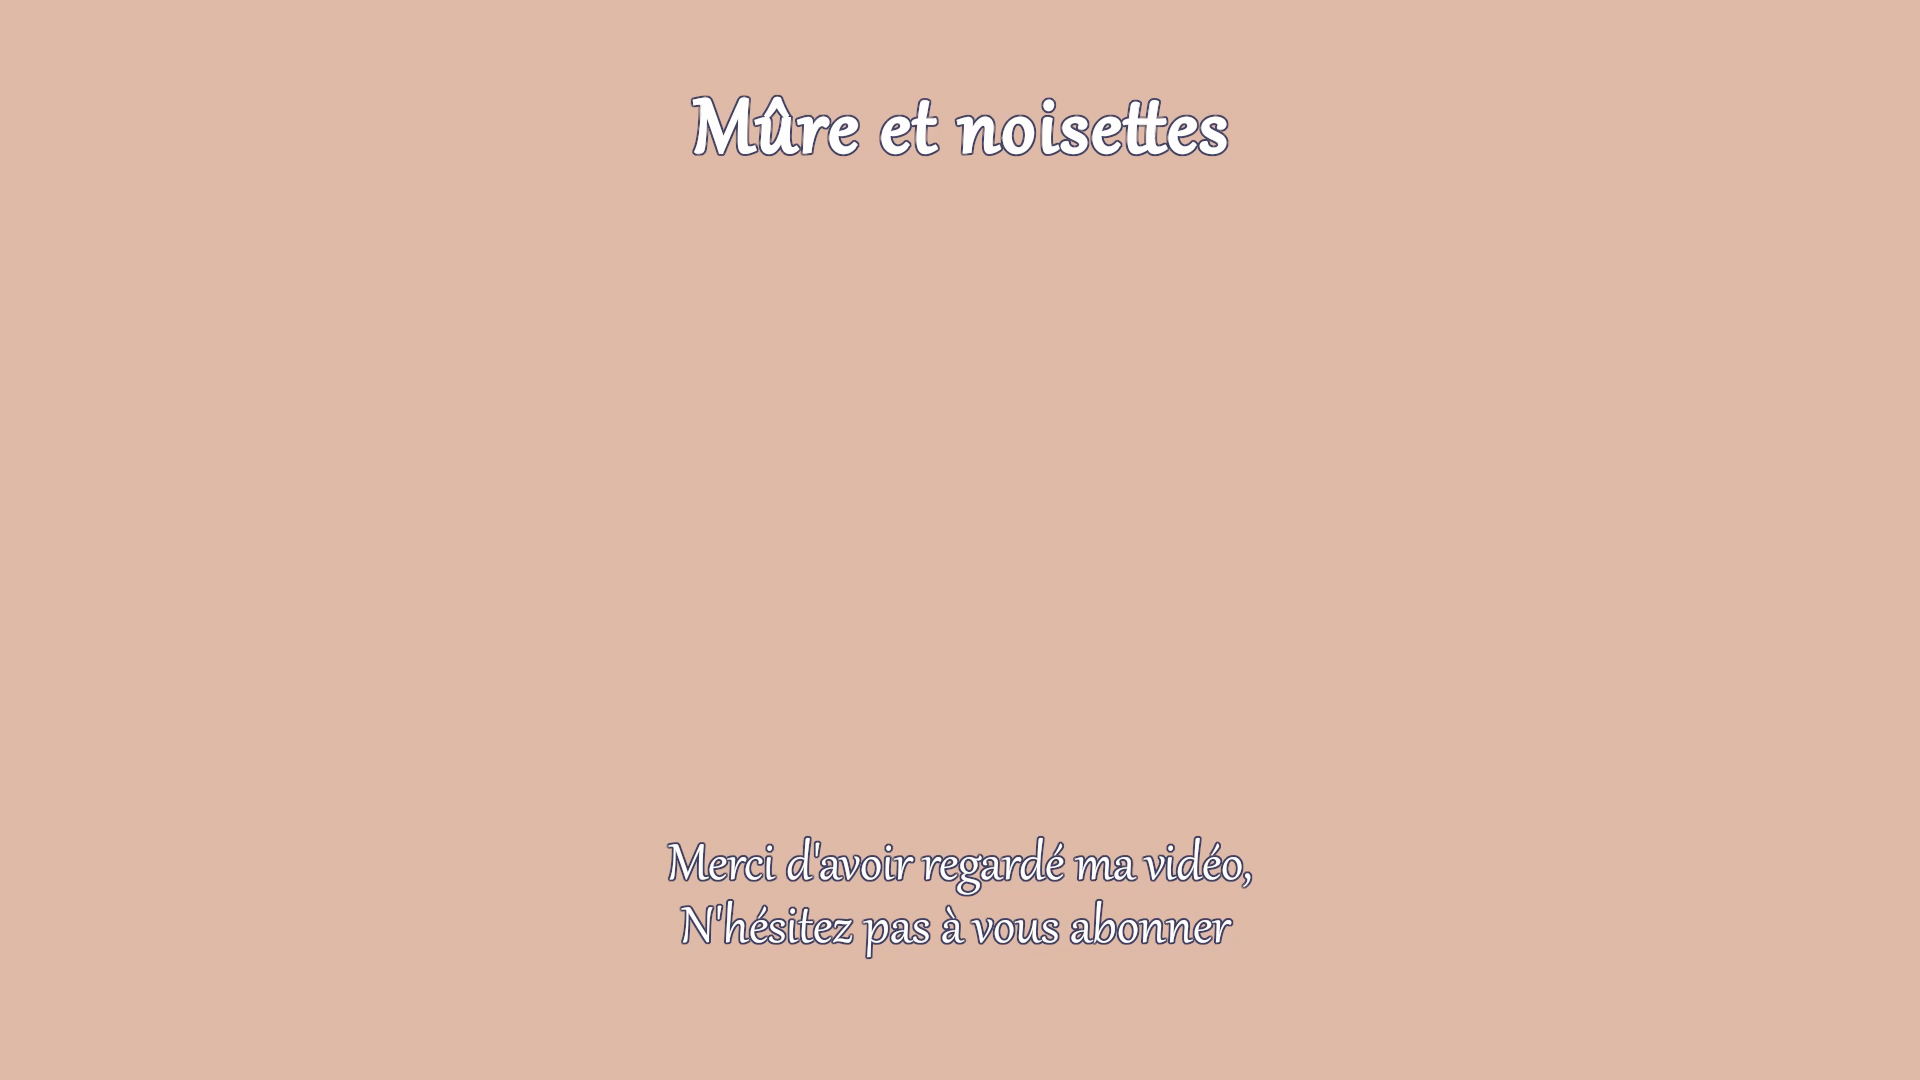 Mûre et noisettes
Merci d'avoir regardé ma vidéo,
N'hésitez pas à vous abonner